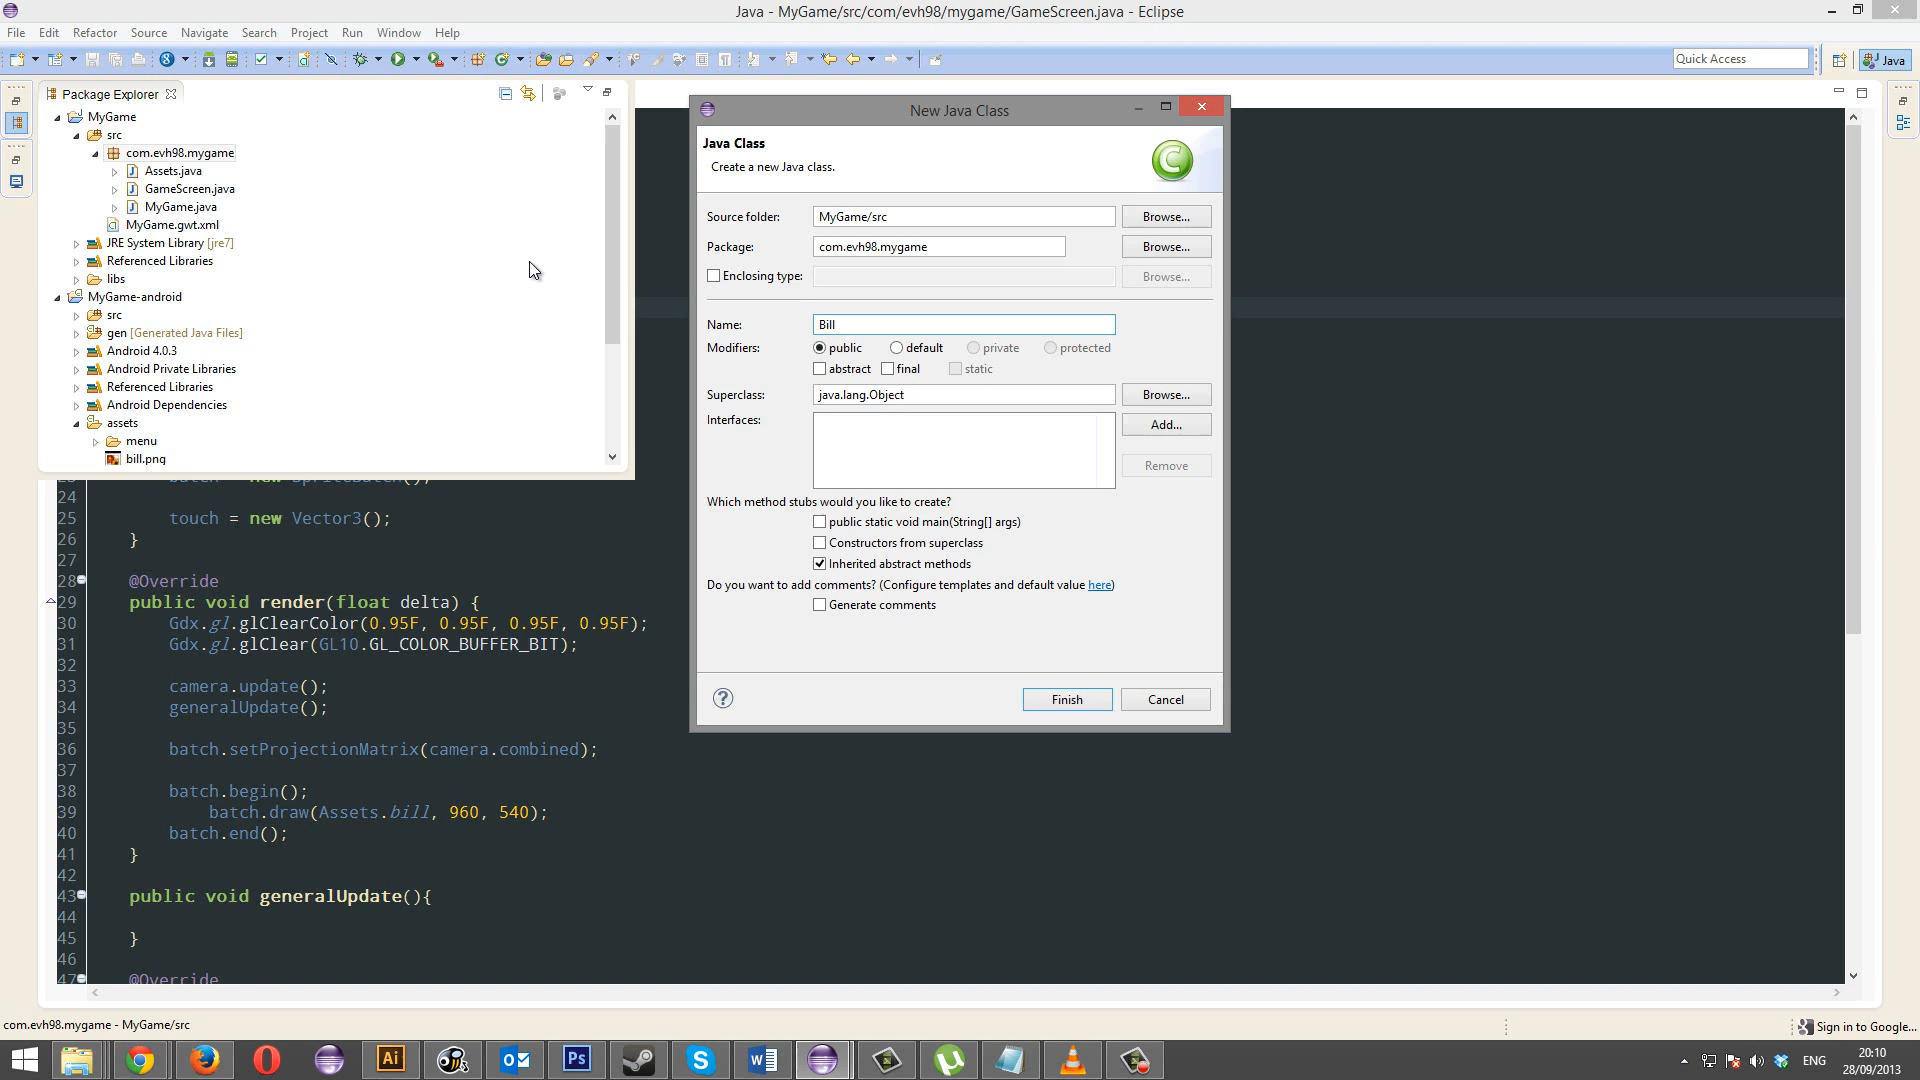 Java - MyGame/src/com/evh98/mygame/GameScreen.java - Eclipse
File Edit Refactor Source Navigate Search Project Run Window Help
Quick Access
Java
Package Explorer
MyGame
src
com.evh98.mygame
Assets.java
GameScreen.java
MyGame.java
MyGame.gwt.xml
JRE System Library [jre7]
Referenced Libraries
libs
MyGame-android
src
gen [Generated Java Files]
Android 4.0.3
Android Private Libraries
Referenced Libraries
Android Dependencies
assets
menu
bill.png
New Java Class
Java Class
Create a new Java class.
Source folder: MyGame/src Browse...
Package: com.evh98.mygame Browse...
Enclosing type: Browse...
Name: Bill
Modifiers: public default private protected
abstract final static
Superclass: java.lang.Object Browse...
Interfaces: Add...
Remove
Which method stubs would you like to create?
public static void main(String[] args)
Constructors from superclass
Inherited abstract methods
Do you want to add comments? (Configure templates and default value here)
Generate comments
Finish Cancel
24
25 touch = new Vector3();
26 }
27
28 @Override
29 public void render(float delta) {
30 Gdx.gl.glClearColor(0.95F, 0.95F, 0.95F, 0.95F);
31 Gdx.gl.glClear(GL10.GL_COLOR_BUFFER_BIT);
32
33 camera.update();
34 generalUpdate();
35
36 batch.setProjectionMatrix(camera.combined);
37
38 batch.begin();
39 batch.draw(Assets.bill, 960, 540);
40 batch.end();
41 }
42
43 public void generalUpdate(){
44
45 }
46
47 @Override
com.evh98.mygame - MyGame/src
Sign in to Google...
ENG
20:10
28/09/2013